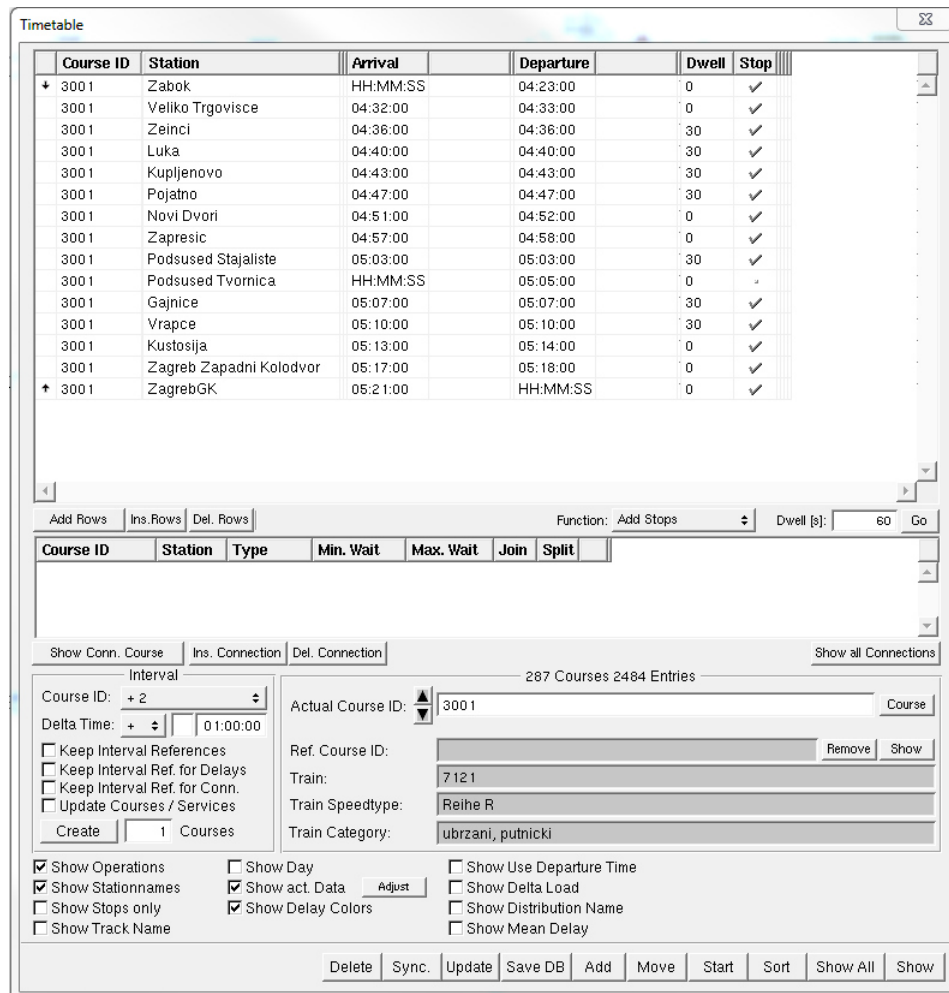 Timetable
Course ID Station Arrival Departure Dwell Stop
3001 Zabok HH:MM:SS 04:23:00 0
3001 Veliko Trgovisce 04:32:00 04:33:00 0
3001 Zeinci 04:36:00 04:36:00 30
3001 Luka 04:40:00 04:40:00 30
3001 Kupljenovo 04:43:00 04:43:00 30
3001 Pojatno 04:47:00 04:47:00 30
3001 Novi Dvori 04:51:00 04:52:00 0
3001 Zapresic 04:57:00 04:58:00 0
3001 Podsused Stajaliste 05:03:00 05:03:00 30
3001 Podsused Tvornica HH:MM:SS 05:05:00 0
3001 Gajnice 05:07:00 05:07:00 30
3001 Vrapce 05:10:00 05:10:00 30
3001 Kustosija 05:13:00 05:14:00 0
3001 Zagreb Zapadni Kolodvor 05:17:00 05:18:00 0
3001 ZagrebGK 05:21:00 HH:MM:SS 0
Add Rows Ins.Rows Del. Rows Function: Add Stops Dwell [s]: 60 Go
Course ID Station Type Min. Wait Max. Wait Join Split
Show Conn. Course Ins. Connection Del. Connection Show all Connections
Interval
Course ID: + 2
Delta Time: + 01:00:00
Keep Interval References
Keep Interval Ref. for Delays
Keep Interval Ref. for Conn.
Update Courses / Services
Create 1 Courses
287 Courses 2484 Entries
Actual Course ID: 3001 Course
Ref. Course ID: Remove Show
Train: 7121
Train Speedtype: Reihe R
Train Category: ubrzani, putnicki
Show Operations Show Day Show Use Departure Time
Show Stationnames Show act. Data Adjust Show Delta Load
Show Stops only Show Delay Colors Show Distribution Name
Show Track Name Show Mean Delay
Delete Sync. Update Save DB Add Move Start Sort Show All Show